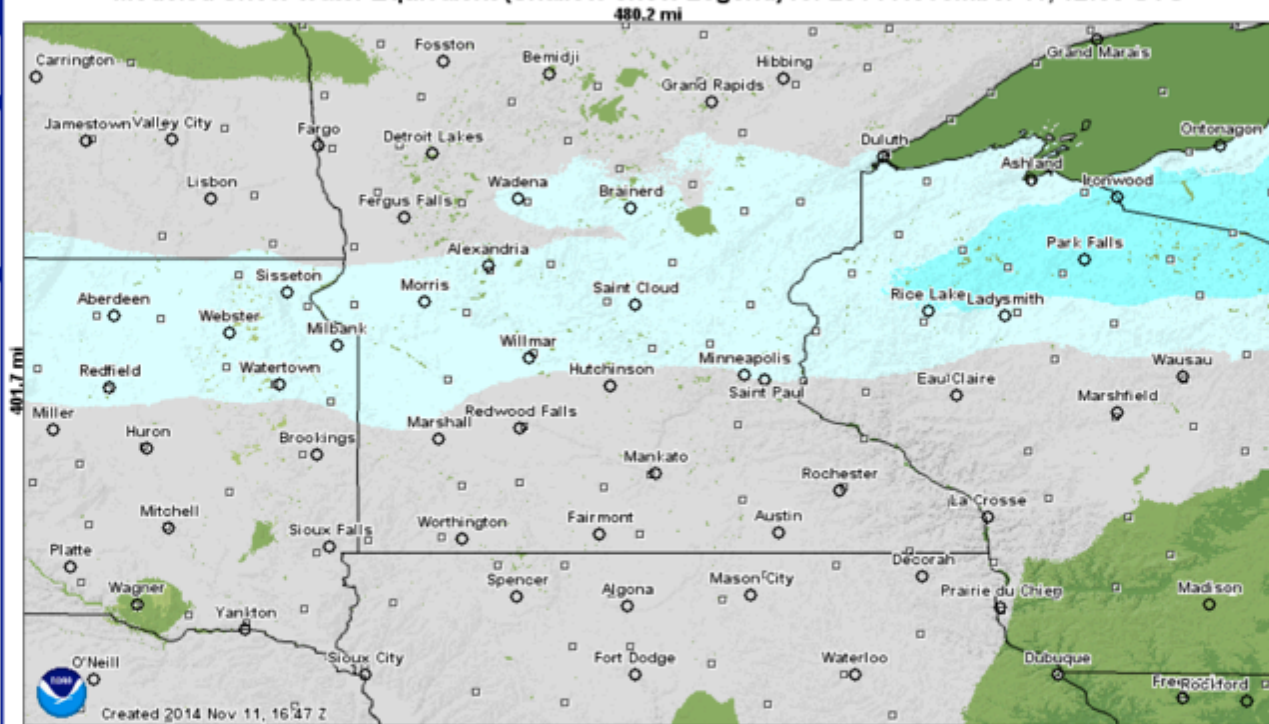 480.2 mi
401.7 mi
Carrington
Fosston
Bemidji
Hibbing
Grand Rapids
Grand Marais
Jamestown
Valley City
Fargo
Detroit Lakes
Duluth
Ontonagon
Ashland
Ironwood
Lisbon
Fergus Falls
Wadena
Brainerd
Park Falls
Alexandria
Sisseton
Morris
Saint Cloud
Aberdeen
Webster
Milbank
Rice Lake
Ladysmith
Willmar
Redfield
Watertown
Hutchinson
Minneapolis
Saint Paul
Eau Claire
Wausau
Miller
Huron
Brookings
Marshall
Redwood Falls
Marshfield
Mankato
Rochester
La Crosse
Mitchell
Sioux Falls
Worthington
Fairmont
Austin
Platte
Wagner
Yankton
Spencer
Algona
Mason City
Decorah
Prairie du Chien
Madison
O'Neill
Sioux City
Fort Dodge
Waterloo
Dubuque
Rockford
NOAA
Created 2014 Nov 11, 16:47 Z